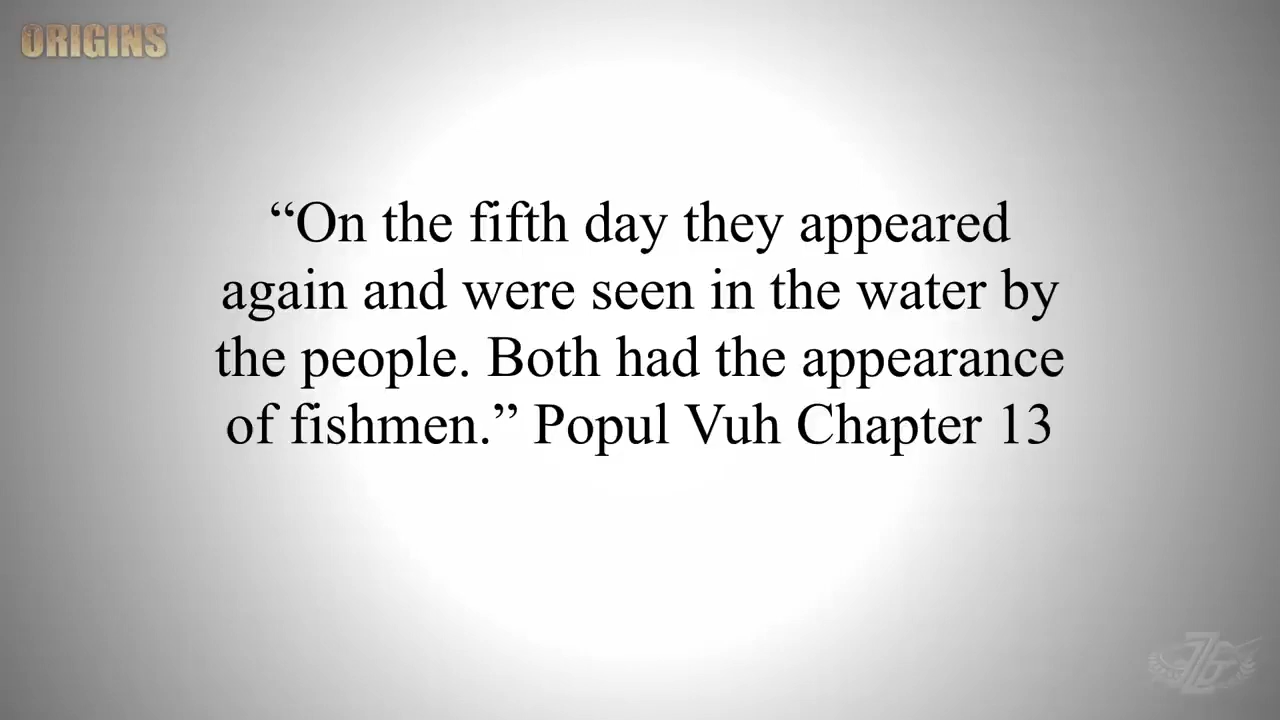 ORIGINS
“On the fifth day they appeared
again and were seen in the water by
the people. Both had the appearance
of fishmen.” Popul Vuh Chapter 13